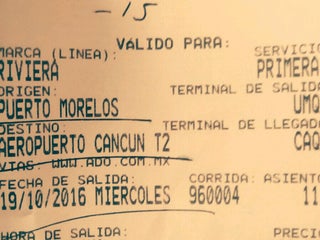 -15
VÁLIDO PARA:
MARCA (LINEA): SERVICIO
RIVIERA PRIMERA
ORIGEN: TERMINAL DE SALIDA
PUERTO MORELOS UMQ
DESTINO: TERMINAL DE LLEGAD
AEROPUERTO CANCUN T2 CAQ
VIAS: WWW.ADO.COM.MX
FECHA DE SALIDA: CORRIDA: ASIENTO
19/10/2016 MIERCOLES 960004 11
HORA DE SALIDA: PRECIO